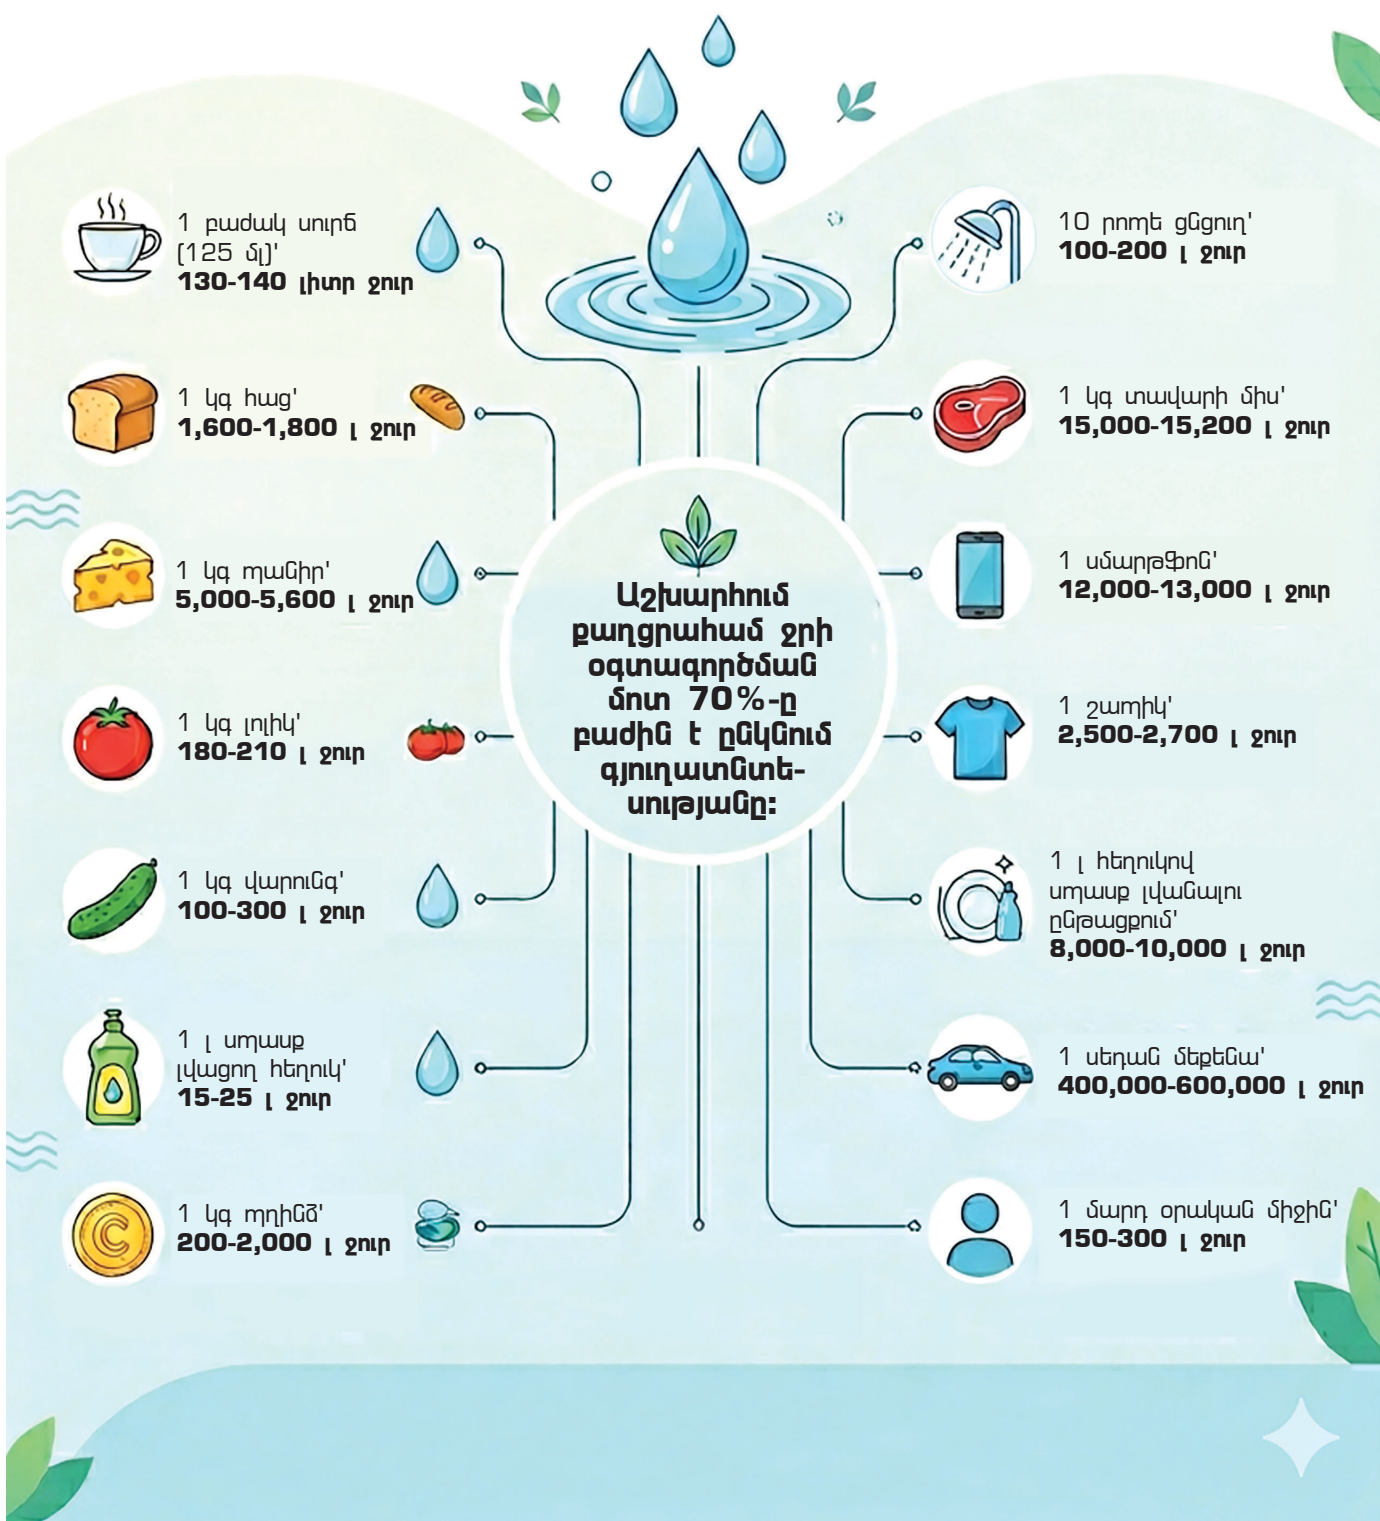 1 բաժակ սուրճ
(125 մլ)՝
130-140 լիտր ջուր
1 կգ հաց՝
1,600-1,800 լ ջուր
1 կգ պանիր՝
5,000-5,600 լ ջուր
1 կգ լոլիկ՝
180-210 լ ջուր
1 կգ վարունգ՝
100-300 լ ջուր
1 լ սպասք
լվացող հեղուկ՝
15-25 լ ջուր
1 կգ պղինձ՝
200-2,000 լ ջուր
Աշխարհում
քաղցրահամ ջրի
օգտագործման
մոտ 70%-ը
բաժին է ընկնում
գյուղատնտե-
սությանը:
10 րոպե ցնցուղ՝
100-200 լ ջուր
1 կգ տավարի միս՝
15,000-15,200 լ ջուր
1 սմարթֆոն՝
12,000-13,000 լ ջուր
1 շապիկ՝
2,500-2,700 լ ջուր
1 լ հեղուկով
սպասք լվանալու
ընթացքում՝
8,000-10,000 լ ջուր
1 սեդան մեքենա՝
400,000-600,000 լ ջուր
1 մարդ օրական միջին՝
150-300 լ ջուր